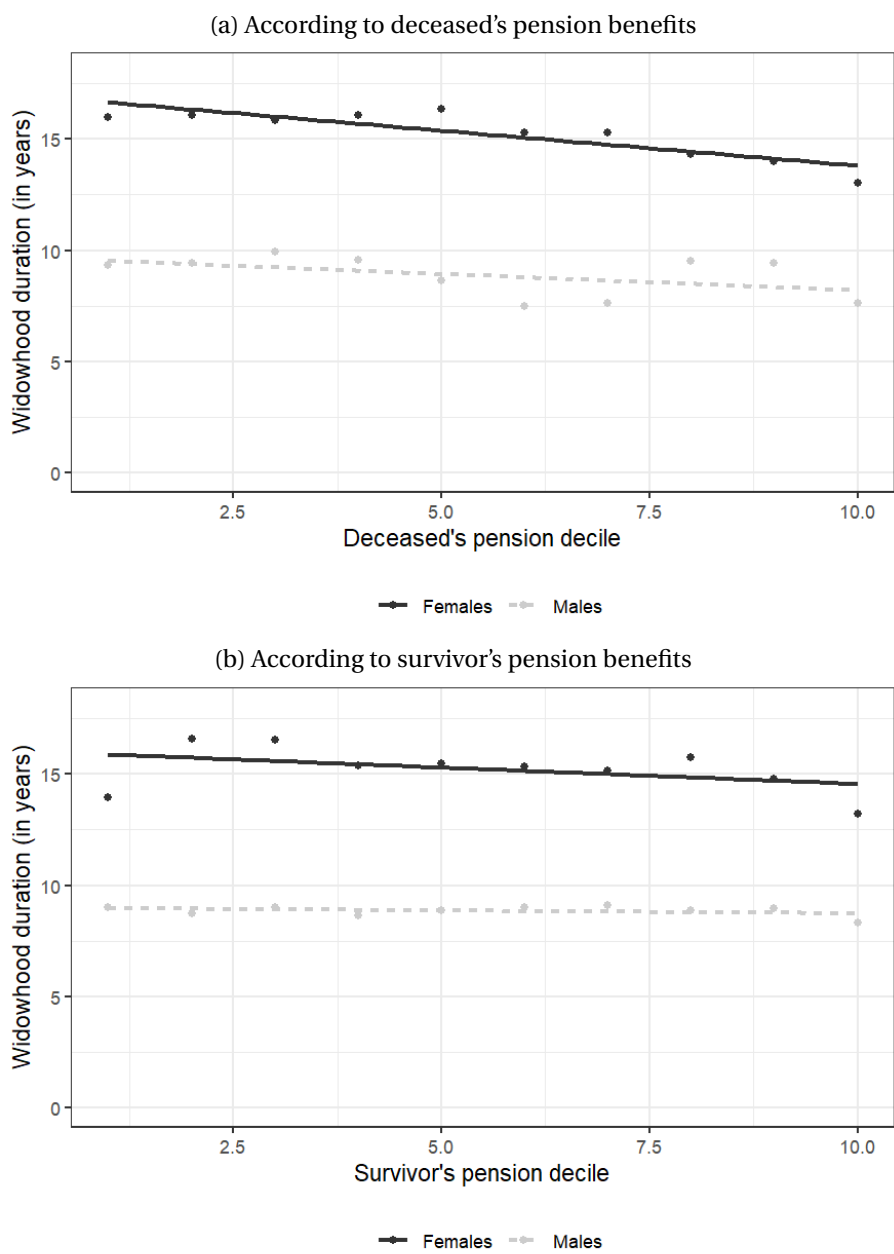 (a) According to deceased's pension benefits
Widowhood duration (in years)
15
10
5
0
2.5 5.0 7.5 10.0
Deceased's pension decile
Females Males
(b) According to survivor's pension benefits
Widowhood duration (in years)
15
10
5
0
2.5 5.0 7.5 10.0
Survivor's pension decile
Females Males